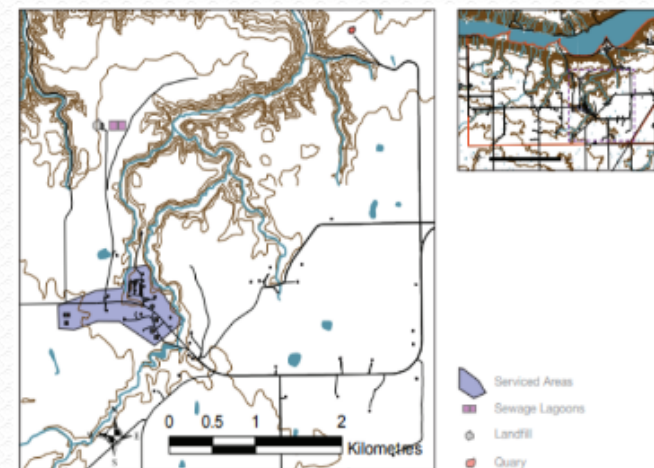 0 0.5 1 2
Kilometres
E
S
Serviced Areas
Sewage Lagoons
Landfill
Quary